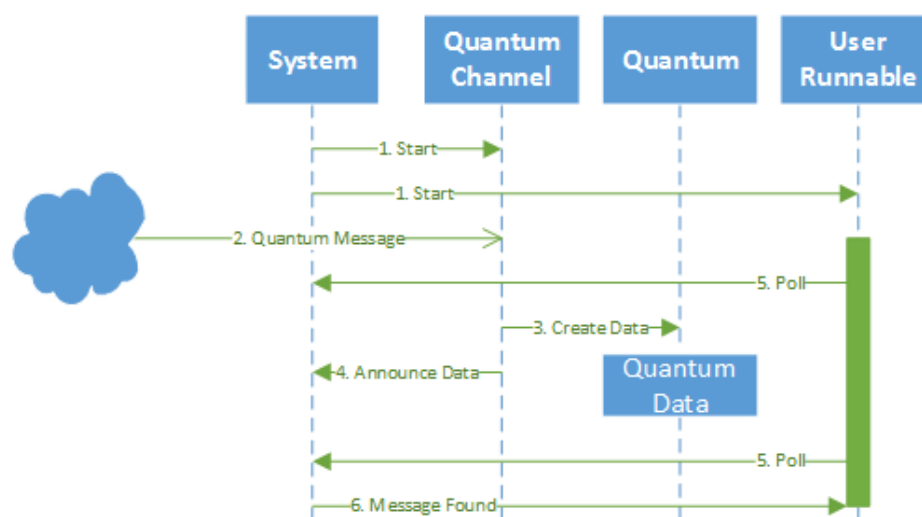 System
Quantum
Channel
Quantum
User
Runnable
1. Start
1. Start
2. Quantum Message
5. Poll
3. Create Data
4. Announce Data
Quantum
Data
5. Poll
6. Message Found